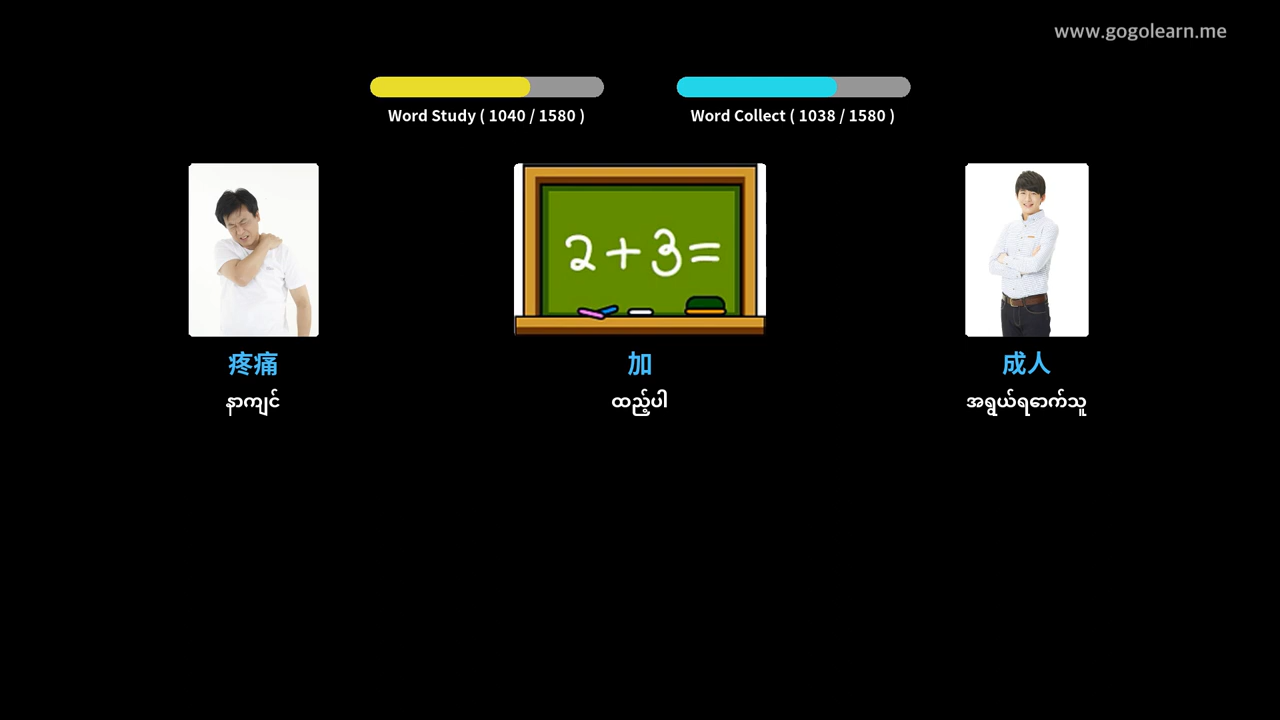 www.gogolearn.me
Word Study ( 1040 / 1580 )
Word Collect ( 1038 / 1580 )
2+3=
疼痛
加
成人
နာကျင်
ထည့်ပါ
အရွယ်ရောက်သူ